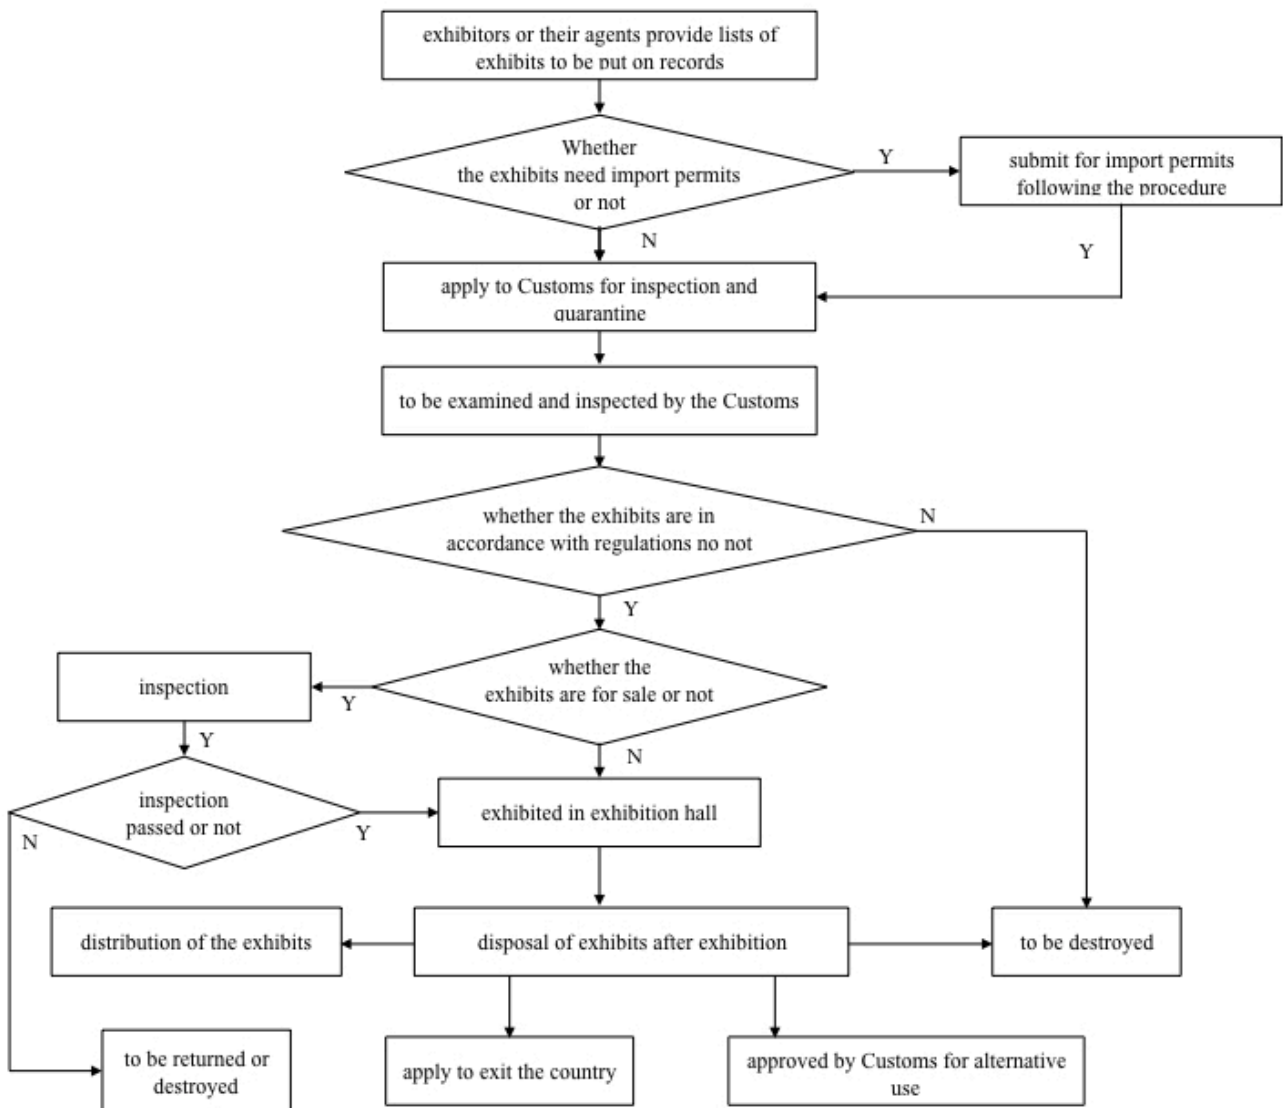 exhibitors or their agents provide lists of
exhibits to be put on records
Whether
the exhibits need import permits
or not
Y
submit for import permits
following the procedure
N
Y
apply to Customs for inspection and
quarantine
to be examined and inspected by the Customs
whether the exhibits are in
accordance with regulations no not
N
Y
whether the
exhibits are for sale or not
inspection
Y
Y
N
inspection
passed or not
exhibited in exhibition hall
N
Y
distribution of the exhibits
disposal of exhibits after exhibition
to be destroyed
to be returned or
destroyed
apply to exit the country
approved by Customs for alternative
use